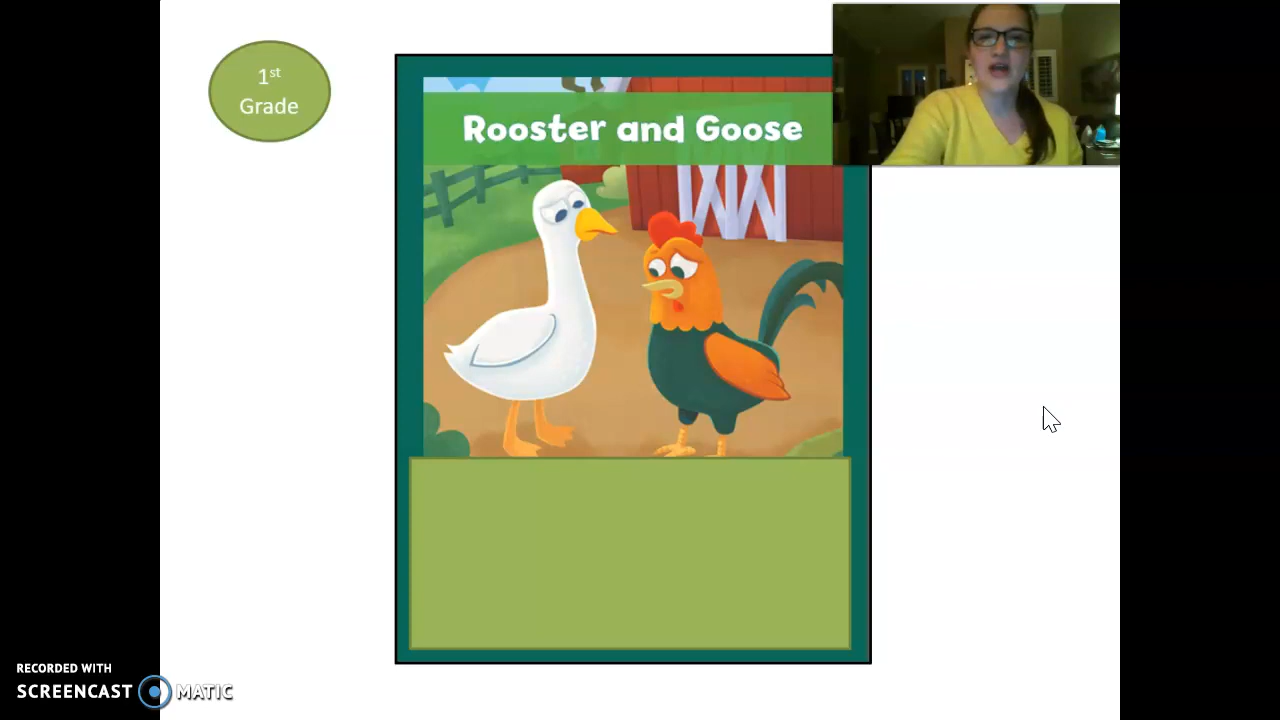 1st
Grade
Rooster and Goose
RECORDED WITH
SCREENCAST MATIC